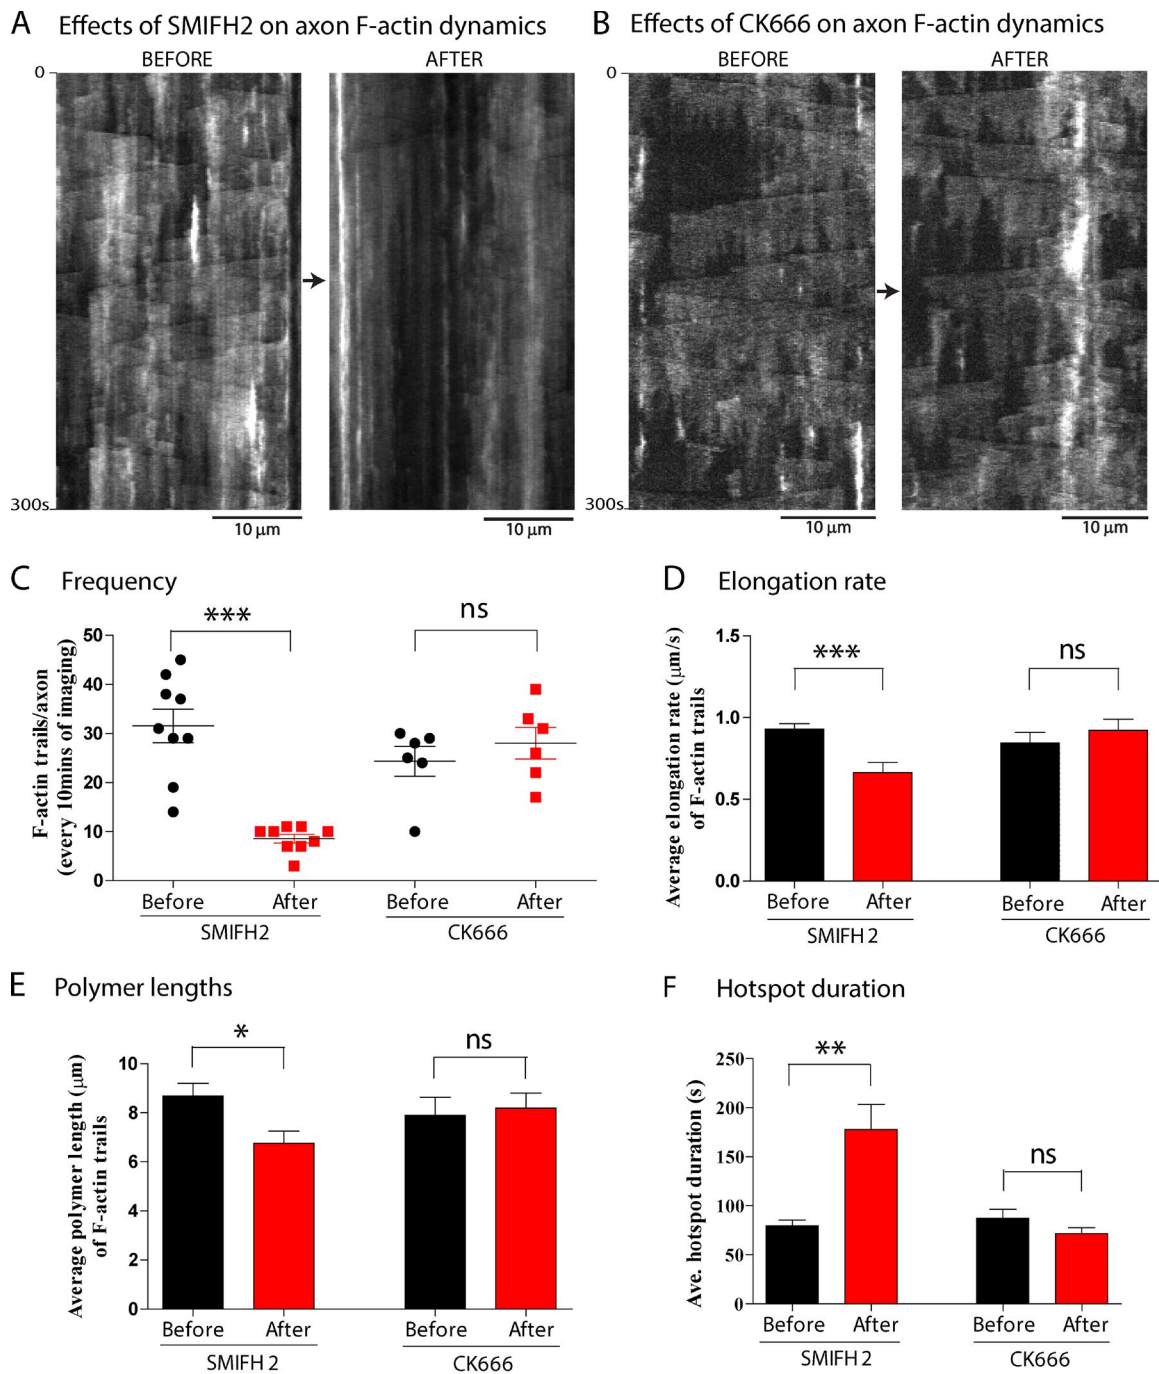 A Effects of SMIFH2 on axon F-actin dynamics
BEFORE AFTER
0
300s
10 μm 10 μm
B Effects of CK666 on axon F-actin dynamics
BEFORE AFTER
0
300s
10 μm 10 μm
C Frequency
*** ns
F-actin trails/axon
(every 10mins of imaging)
50
40
30
20
10
0
Before After Before After
SMIFH2 CK666
D Elongation rate
*** ns
Average elongation rate (μm/s)
of F-actin trails
1.5
1.0
0.5
0.0
Before After Before After
SMIFH2 CK666
E Polymer lengths
* ns
Average polymer length (μm)
of F-actin trails
10
8
6
4
2
0
Before After Before After
SMIFH 2 CK666
F Hotspot duration
** ns
Ave. hotspot duration (s)
250
200
150
100
50
0
Before After Before After
SMIFH 2 CK666